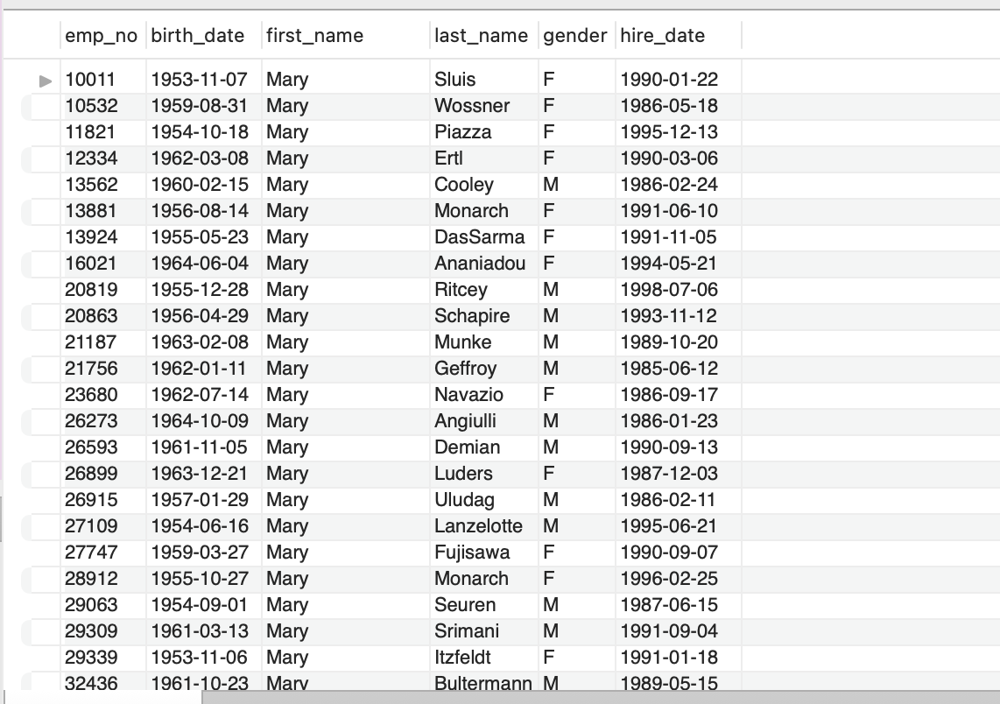 emp_no birth_date first_name last_name gender hire_date
10011 1953-11-07 Mary Sluis F 1990-01-22
10532 1959-08-31 Mary Wossner F 1986-05-18
11821 1954-10-18 Mary Piazza F 1995-12-13
12334 1962-03-08 Mary Ertl F 1990-03-06
13562 1960-02-15 Mary Cooley M 1986-02-24
13881 1956-08-14 Mary Monarch F 1991-06-10
13924 1955-05-23 Mary DasSarma F 1991-11-05
16021 1964-06-04 Mary Ananiadou F 1994-05-21
20819 1955-12-28 Mary Ritcey M 1998-07-06
20863 1956-04-29 Mary Schapire M 1993-11-12
21187 1963-02-08 Mary Munke M 1989-10-20
21756 1962-01-11 Mary Geffroy M 1985-06-12
23680 1962-07-14 Mary Navazio F 1986-09-17
26273 1964-10-09 Mary Angiulli M 1986-01-23
26593 1961-11-05 Mary Demian M 1990-09-13
26899 1963-12-21 Mary Luders F 1987-12-03
26915 1957-01-29 Mary Uludag M 1986-02-11
27109 1954-06-16 Mary Lanzelotte M 1995-06-21
27747 1959-03-27 Mary Fujisawa F 1990-09-07
28912 1955-10-27 Mary Monarch F 1996-02-25
29063 1954-09-01 Mary Seuren M 1987-06-15
29309 1961-03-13 Mary Srimani M 1991-09-04
29339 1953-11-06 Mary Itzfeldt F 1991-01-18
32436 1961-10-23 Mary Bultermann M 1989-05-15